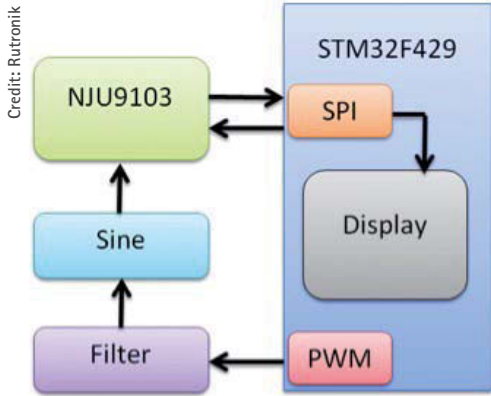 Credit: Rutronik
STM32F429
NJU9103
SPI
Sine
Display
Filter
PWM